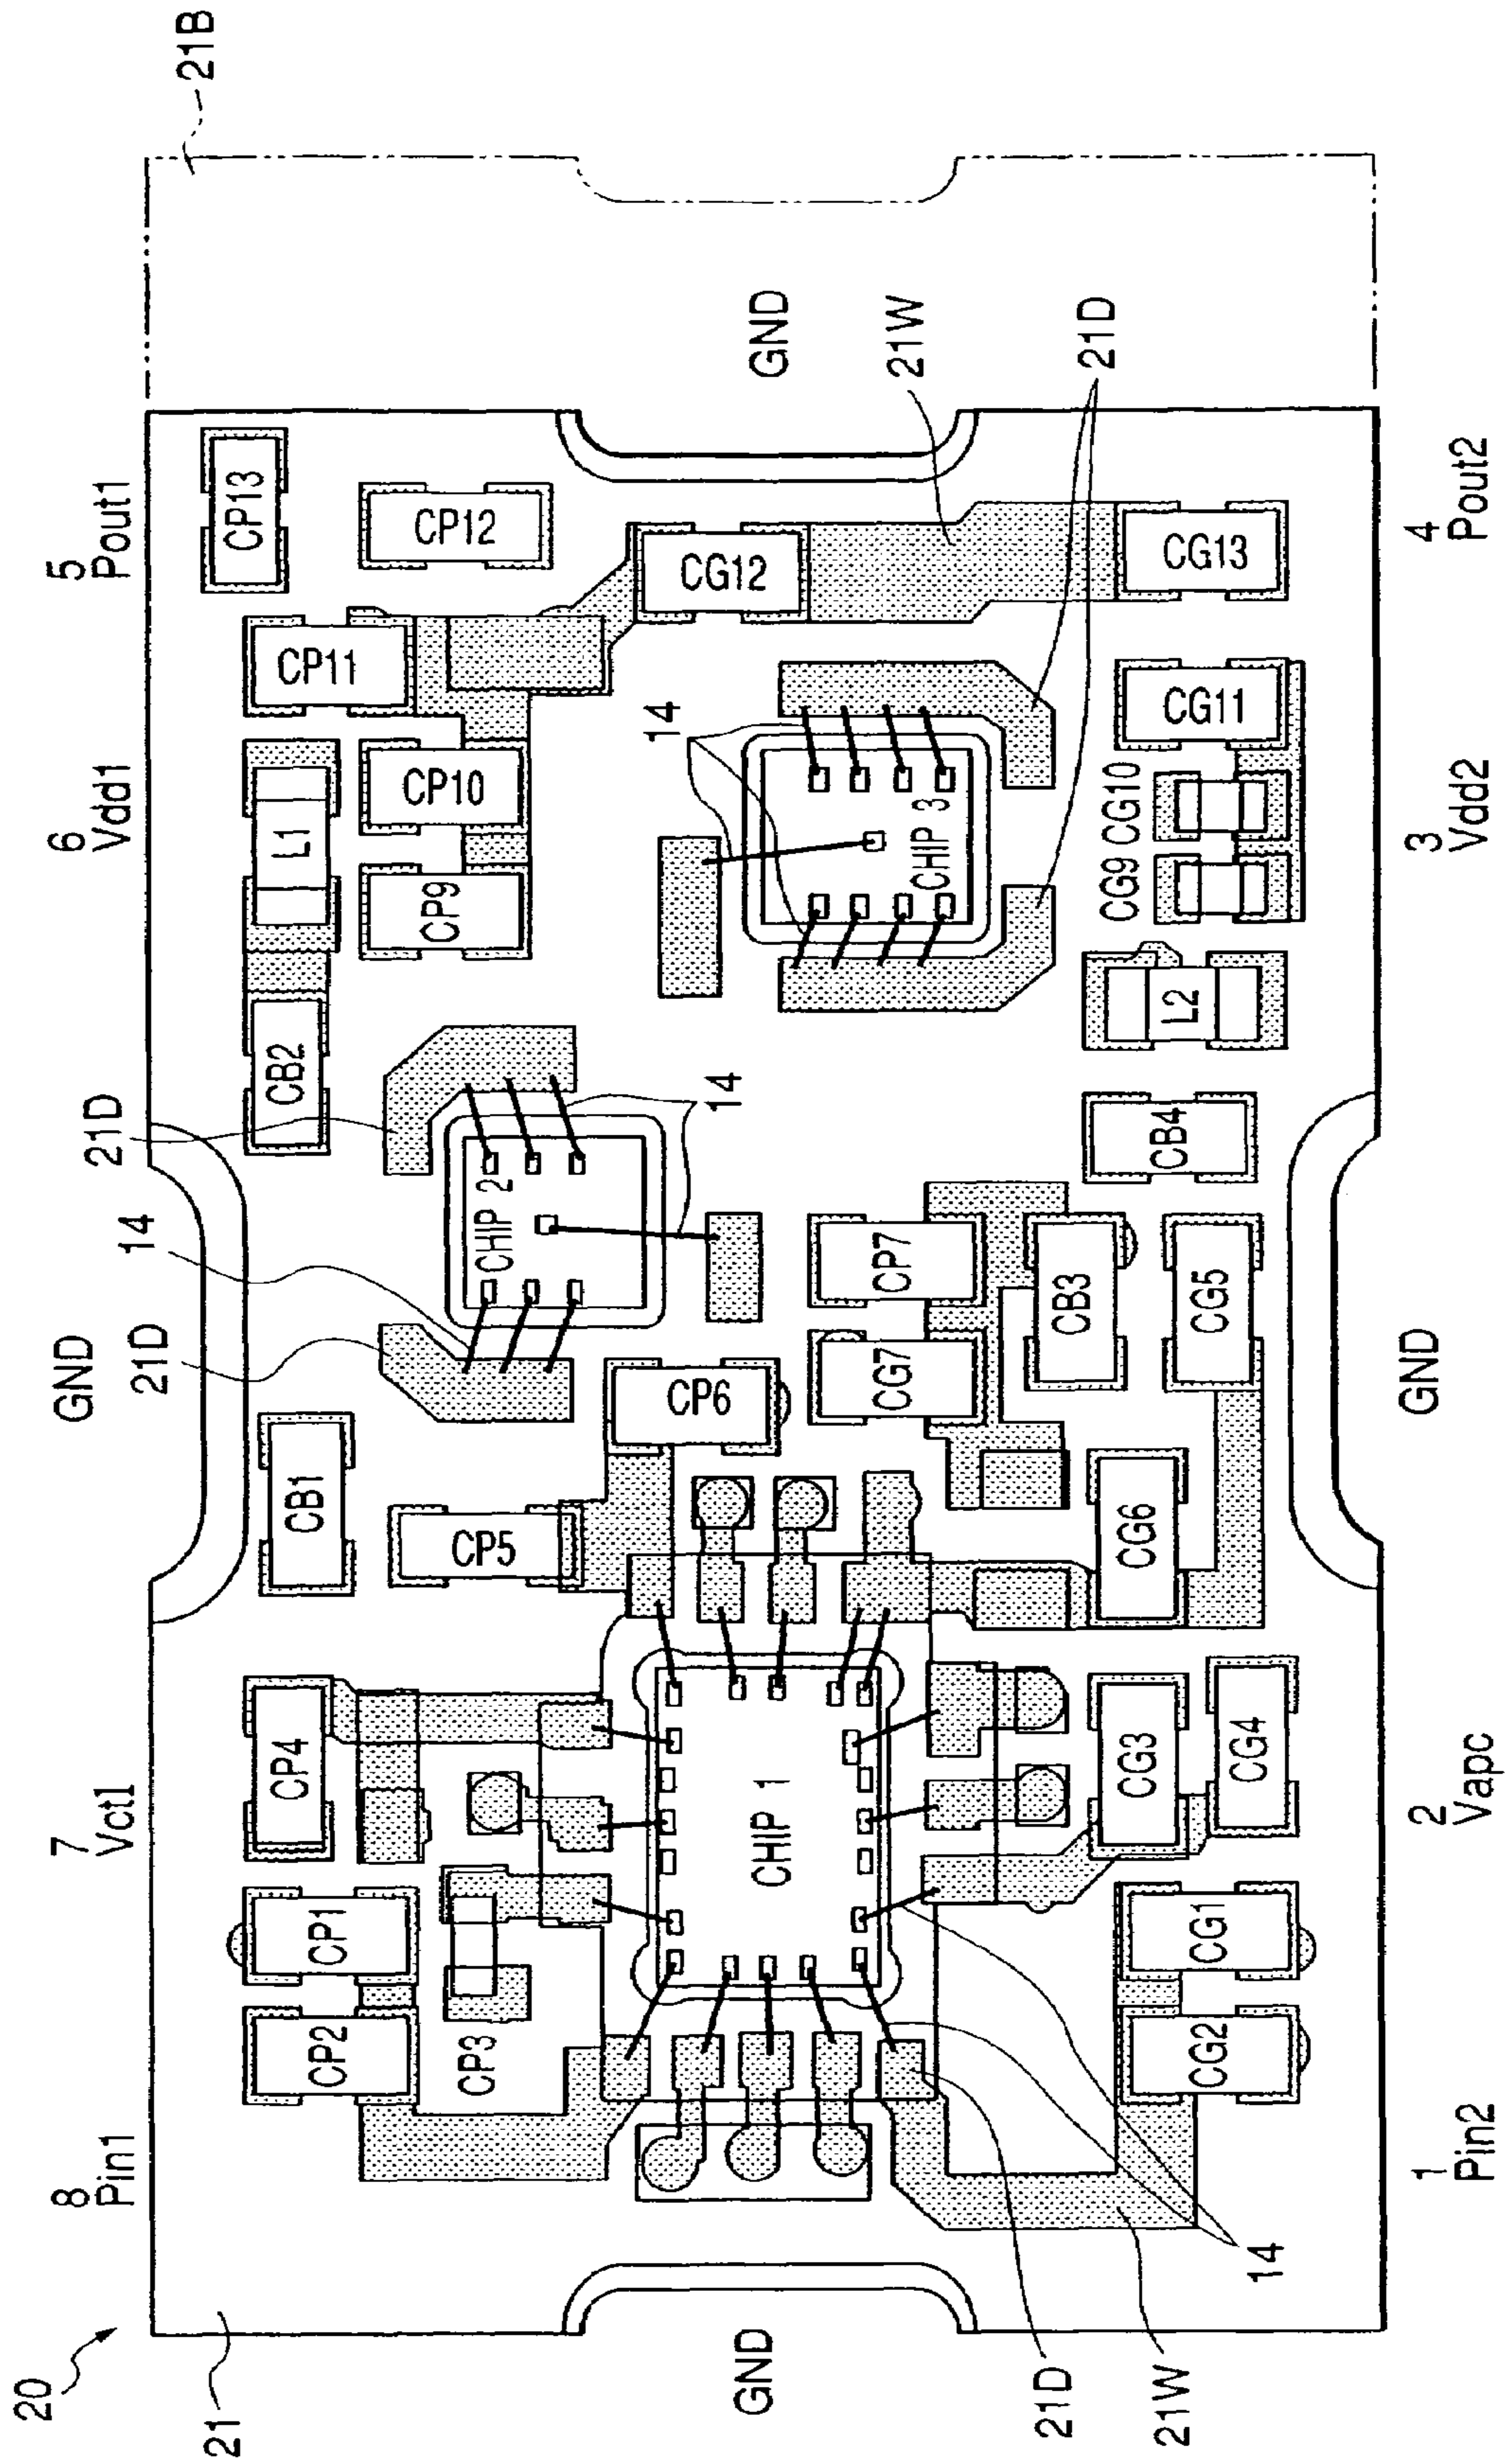 20
21
8
Pin1
7
Vctl
GND
6
Vdd1
5
Pout1
21B
21D
14
21D
CP2
CP1
CP4
CB1
CB2
L1
CP11
CP13
CP3
CP5
CP9
CP10
CP12
CHIP 2
14
CP6
14
CG12
GND
GND
CHIP 1
CG7
CP7
CHIP 3
21W
21D
CB3
CG9
CG10
21D
CG2
CG1
CG3
CG6
CB4
L2
CG11
CG13
CG4
CG5
21W
14
1
Pin2
2
Vapc
GND
3
Vdd2
4
Pout2